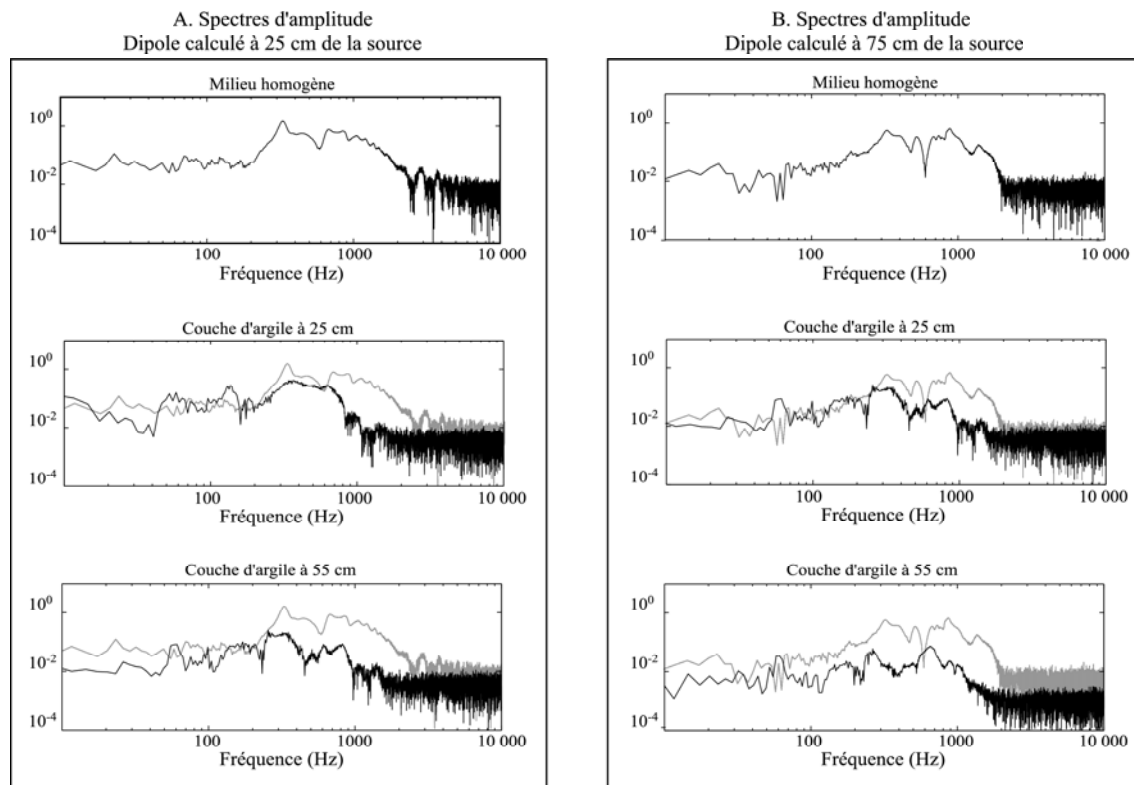 A. Spectres d'amplitude
Dipole calculé à 25 cm de la source
Milieu homogène
10^0
10^-2
10^-4
100
1000
10 000
Fréquence (Hz)
Couche d'argile à 25 cm
10^0
10^-2
10^-4
100
1000
10 000
Fréquence (Hz)
Couche d'argile à 55 cm
10^0
10^-2
10^-4
100
1000
10 000
Fréquence (Hz)
B. Spectres d'amplitude
Dipole calculé à 75 cm de la source
Milieu homogène
10^0
10^-2
10^-4
100
1000
10 000
Fréquence (Hz)
Couche d'argile à 25 cm
10^0
10^-2
10^-4
100
1000
10 000
Fréquence (Hz)
Couche d'argile à 55 cm
10^0
10^-2
10^-4
100
1000
10 000
Fréquence (Hz)